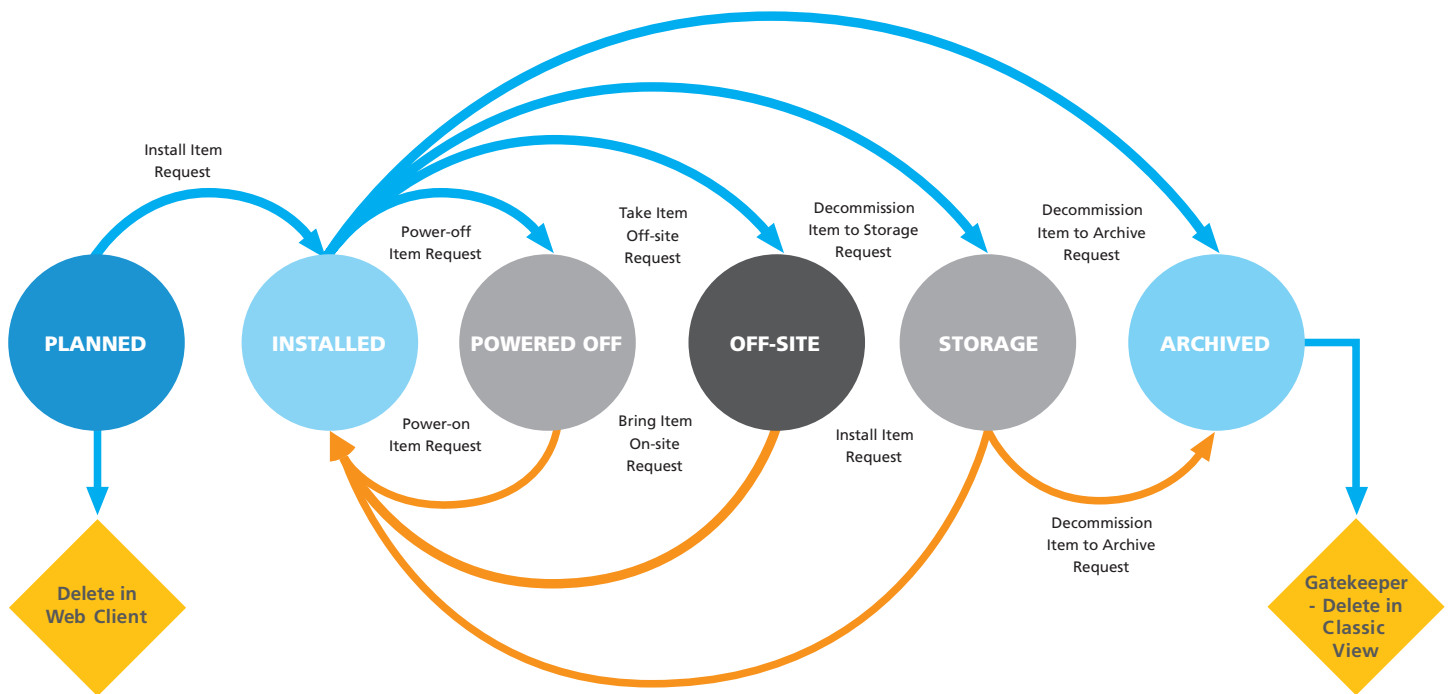 Install Item
Request
Power-off
Item Request
Take Item
Off-site
Request
Decommission
Item to Storage
Request
Decommission
Item to Archive
Request
PLANNED
INSTALLED
POWERED OFF
OFF-SITE
STORAGE
ARCHIVED
Power-on
Item Request
Bring Item
On-site
Request
Install Item
Request
Decommission
Item to Archive
Request
Delete in
Web Client
Gatekeeper
- Delete in
Classic
View